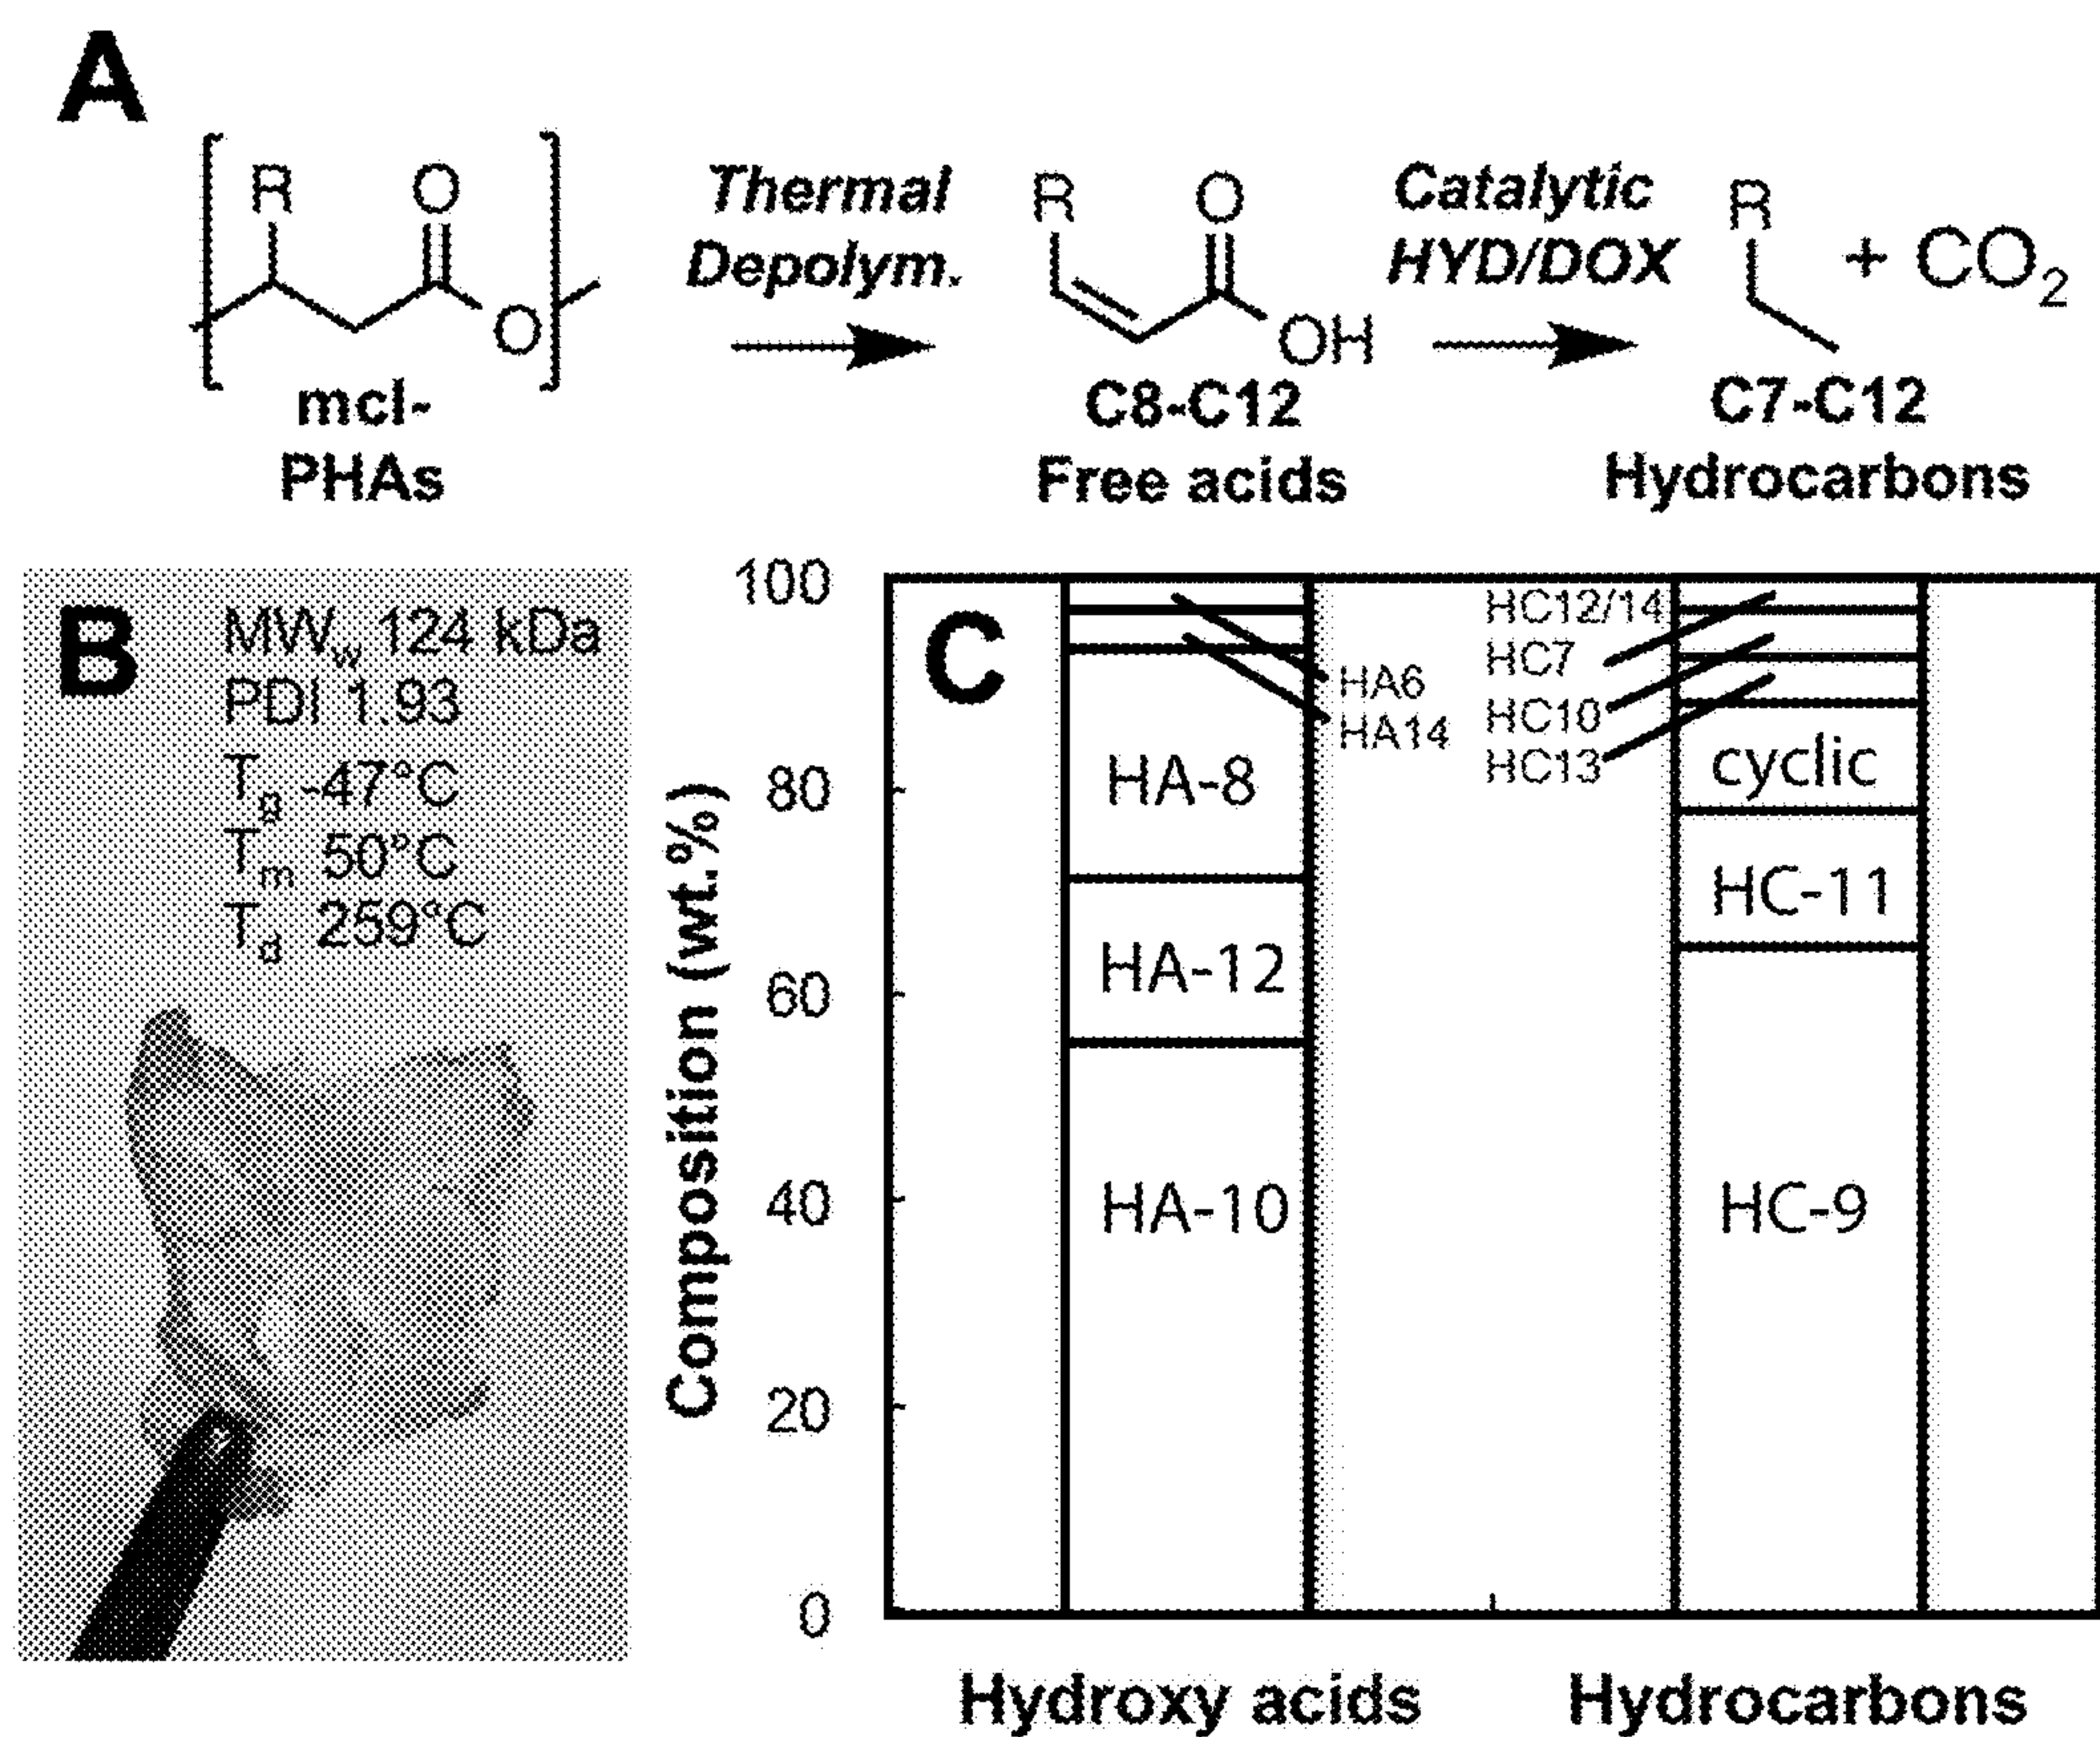 A
R O
O
mcl-
PHAs
Thermal
Depolym.
R O
OH
C8-C12
Free acids
Catalytic
HYD/DOX
R
+ CO2
C7-C12
Hydrocarbons
B
MWw 124 kDa
PDI 1.93
Tg -47°C
Tm 50°C
Td 259°C
C
Composition (wt.%)
100
80
60
40
20
0
HA6
HA14
HA-8
HA-12
HA-10
HC12/14
HC7
HC10
HC13
cyclic
HC-11
HC-9
Hydroxy acids
Hydrocarbons